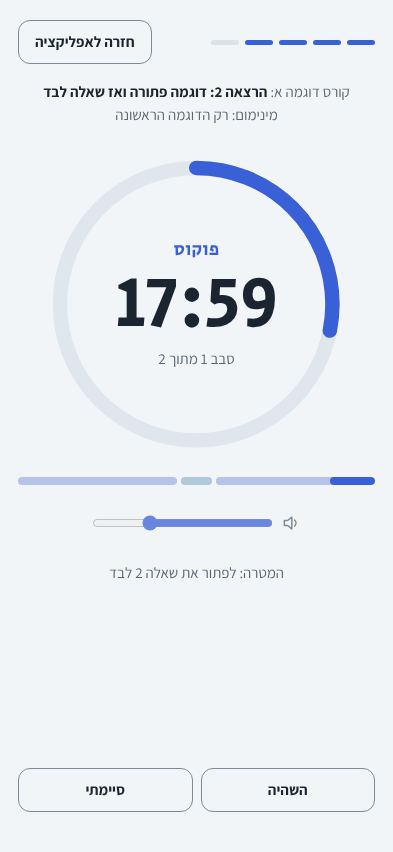 חזרה לאפליקציה
קורס דוגמה א: הרצאה 2: דוגמה פתורה ואז שאלה לבד
מינימום: רק הדוגמה הראשונה
פוקוס
17:59
סבב 1 מתוך 2
המטרה: לפתור את שאלה 2 לבד
השהיה
סיימתי